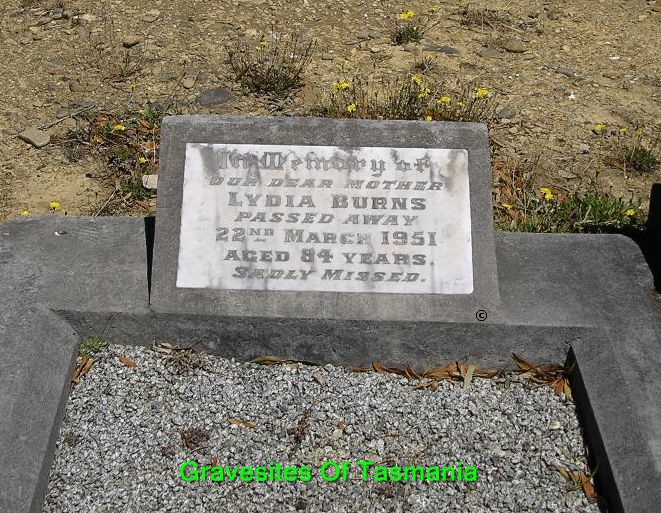 In Memory of
OUR DEAR MOTHER
LYDIA BURNS
PASSED AWAY
22ND MARCH 1951
AGED 84 YEARS.
SADLY MISSED.
©
Gravesites Of Tasmania